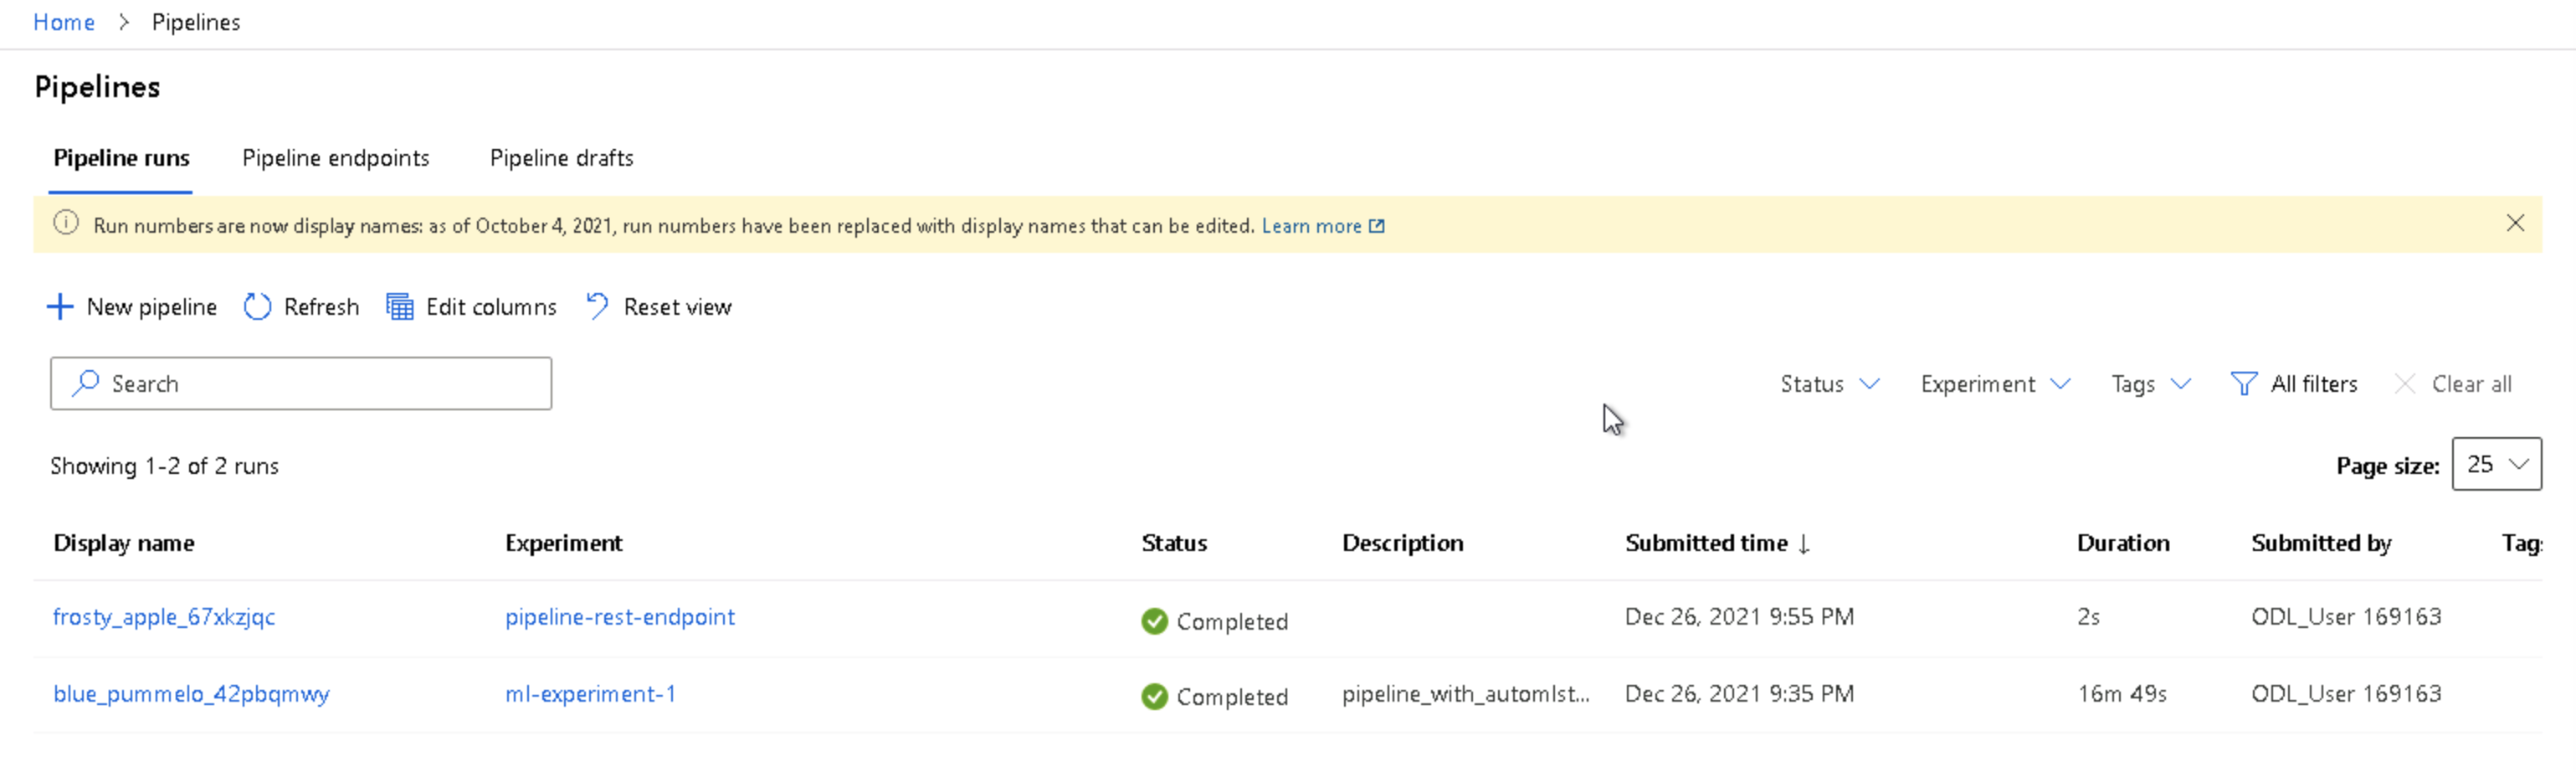 Home > Pipelines
Pipelines
Pipeline runs Pipeline endpoints Pipeline drafts
Run numbers are now display names: as of October 4, 2021, run numbers have been replaced with display names that can be edited. Learn more
New pipeline Refresh Edit columns Reset view
Search Status Experiment Tags All filters Clear all
Showing 1-2 of 2 runs Page size: 25
Display name Experiment Status Description Submitted time ↓ Duration Submitted by Tag
frosty_apple_67xkzjqc pipeline-rest-endpoint Completed Dec 26, 2021 9:55 PM 2s ODL_User 169163
blue_pummelo_42pbqmwy ml-experiment-1 Completed pipeline_with_automlst... Dec 26, 2021 9:35 PM 16m 49s ODL_User 169163